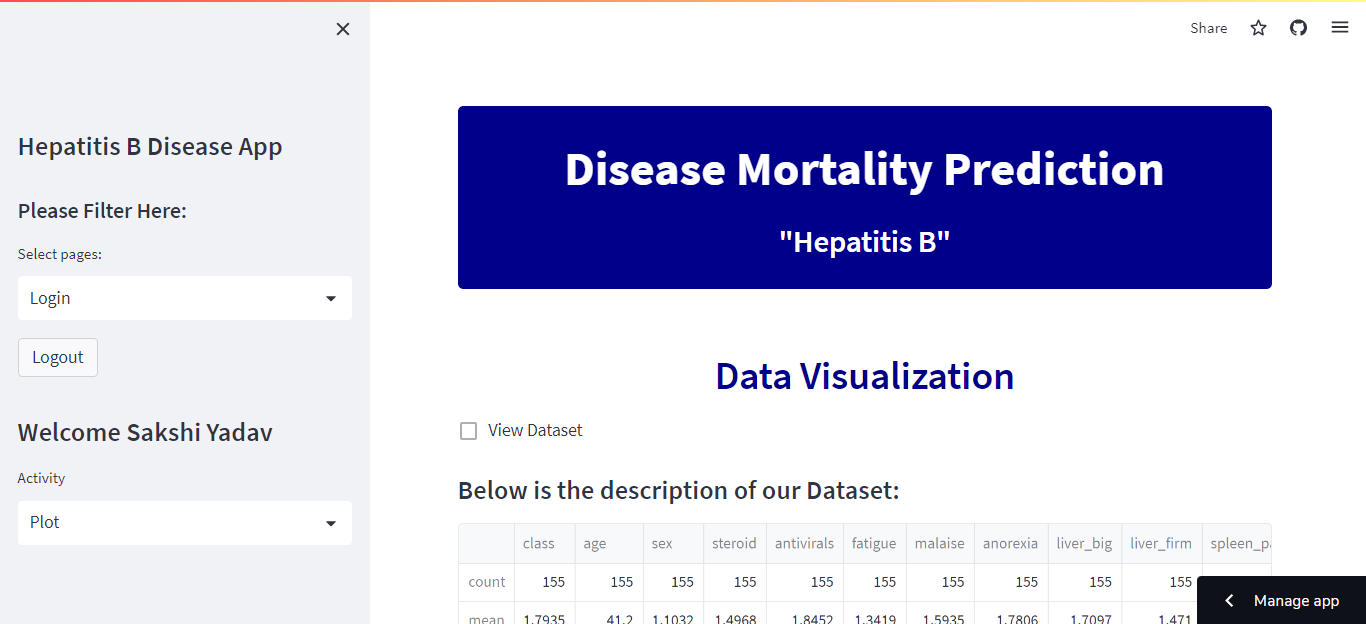 Share
Hepatitis B Disease App
Please Filter Here:
Select pages:
Login
Logout
Welcome Sakshi Yadav
Activity
Plot
Disease Mortality Prediction
"Hepatitis B"
Data Visualization
View Dataset
Below is the description of our Dataset:
class age sex steroid antivirals fatigue malaise anorexia liver_big liver_firm spleen_pa
count 155 155 155 155 155 155 155 155 155 155
mean 1.7935 41.2 1.1032 1.4968 1.8452 1.3419 1.5935 1.7806 1.7097 1.471
Manage app